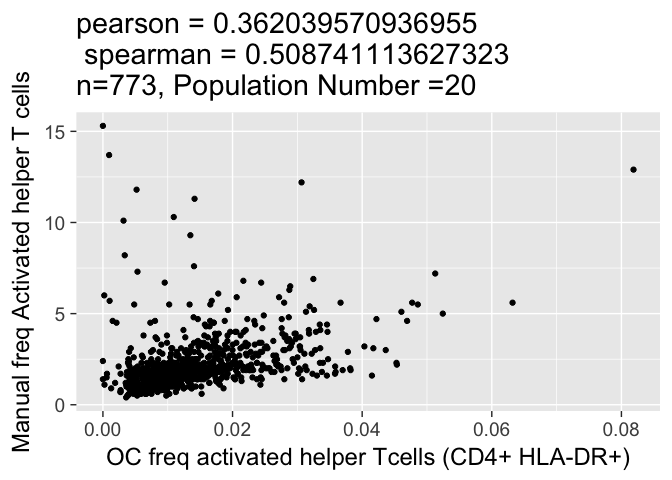 pearson = 0.362039570936955
spearman = 0.508741113627323
n=773, Population Number =20
Manual freq Activated helper T cells
15
10
5
0
0.00 0.02 0.04 0.06 0.08
OC freq activated helper Tcells (CD4+ HLA-DR+)